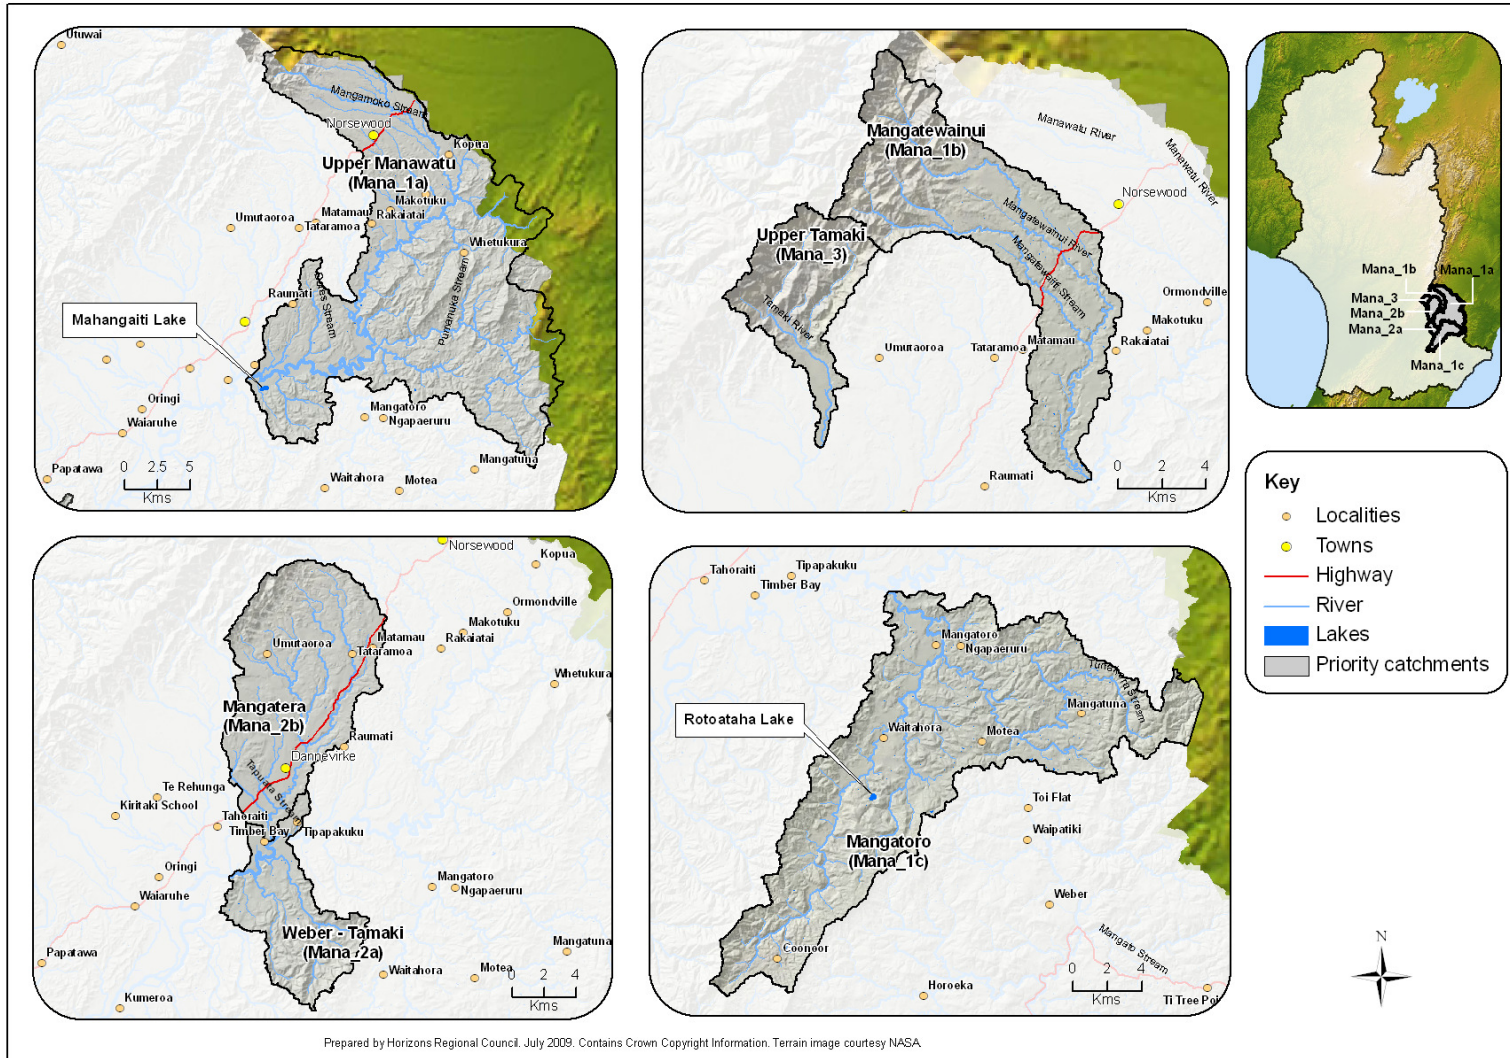 Utuwai
Mangamoko Stream
Norsewood
Kopua
Upper Manawatu
(Mana_1a)
Makotuku
Matamau
Rakaiatai
Umutaoroa
Tataramoa
Whetukura
Raumati
Mahangaiti Lake
Oringi
Waiaruhe
Mangatoro
Ngapaeruru
Papatawa
0 2.5 5
Kms
Waitahora
Motea
Mangatuna
Mangatewainui
(Mana_1b)
Manawatu River
Manawatu River
Norsewood
Mangatewainui River
Upper Tamaki
(Mana_3)
Tamaki River
Ormondville
Makotuku
Umutaoroa
Tataramoa
Matamau
Rakaiatai
Raumati
0 2 4
Kms
Mana_1b
Mana_1a
Mana_3
Mana_2b
Mana_2a
Mana_1c
Key
Localities
Towns
Highway
River
Lakes
Priority catchments
Norsewood
Kopua
Ormondville
Makotuku
Rakaiatai
Matamau
Umutaoroa
Tataramoa
Whetukura
Mangatera
(Mana_2b)
Raumati
Dannevirke
Te Rehunga
Kiritaki School
Tahoraiti
Timber Bay
Tipapakuku
Oringi
Waiaruhe
Mangatoro
Ngapaeruru
Weber - Tamaki
(Mana_2a)
Papatawa
Mangatuna
Waitahora
Motea
Kumeroa
0 2 4
Kms
Tahoraiti
Tipapakuku
Timber Bay
Mangatoro
Ngapaeruru
Mangatuna
Rotoataha Lake
Waitahora
Motea
Toi Flat
Waipatiki
Mangatoro
(Mana_1c)
Weber
Coonoor
Mangato Stream
Horoeka
0 2 4
Kms
Ti Tree Poi
N
Prepared by Horizons Regional Council. July 2009. Contains Crown Copyright Information. Terrain image courtesy NASA